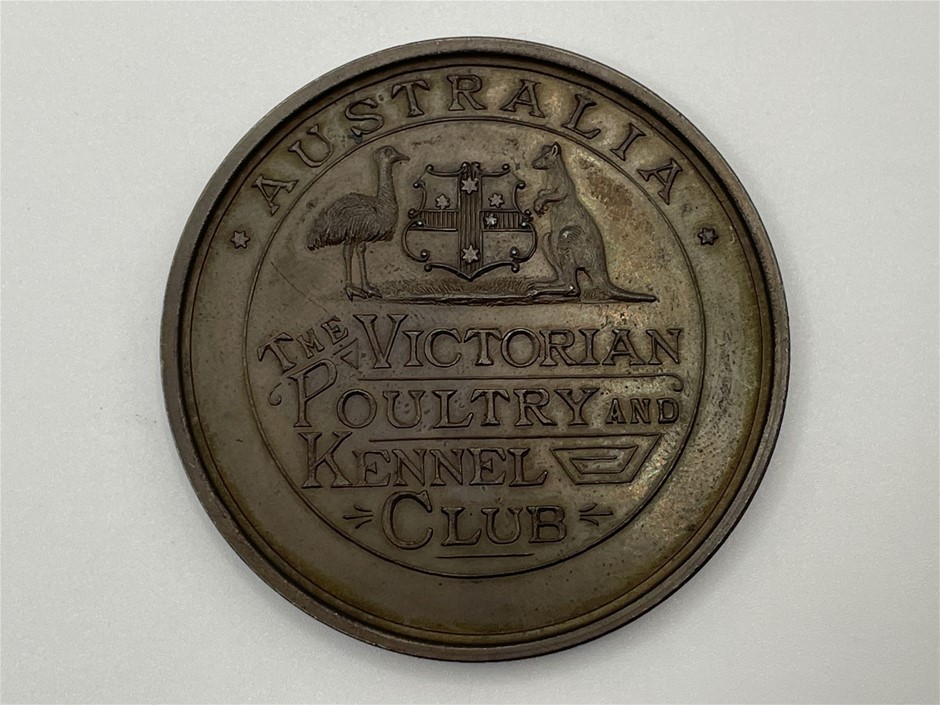 AUSTRALIA
THE VICTORIAN
POULTRY AND
KENNEL
CLUB